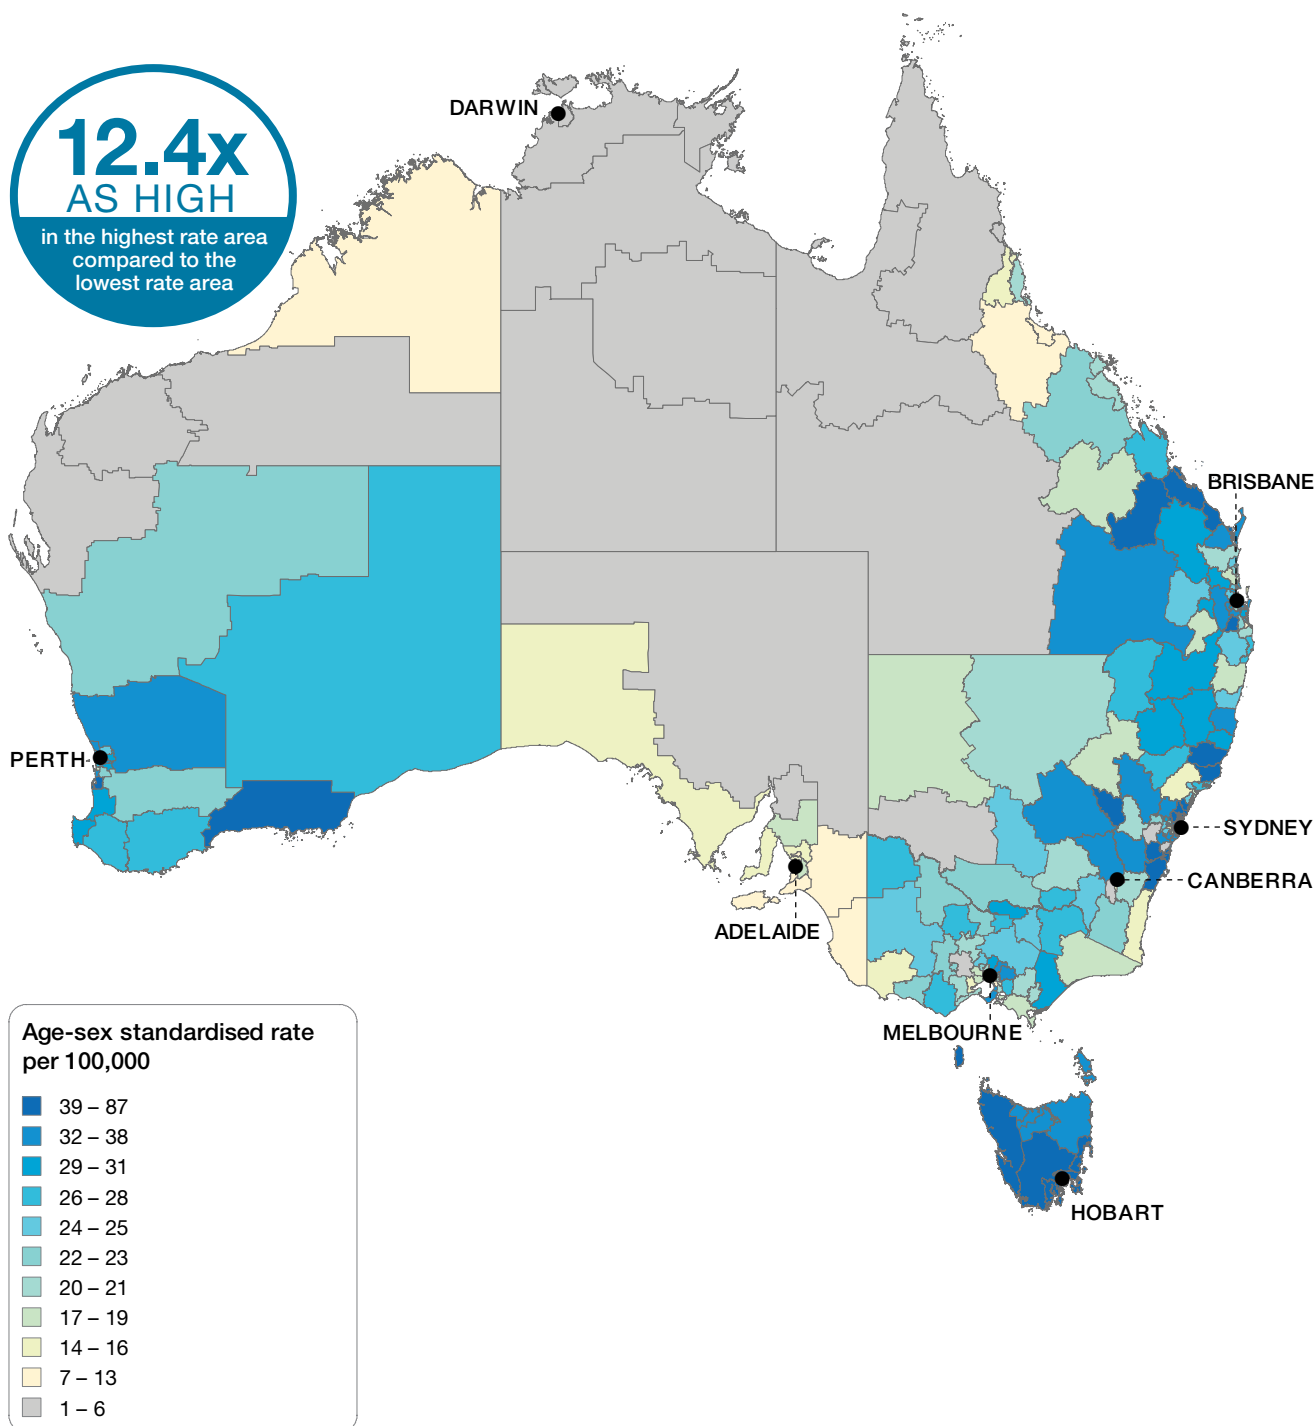 DARWIN
12.4x
AS HIGH
in the highest rate area
compared to the
lowest rate area
BRISBANE
PERTH
SYDNEY
CANBERRA
ADELAIDE
MELBOURNE
HOBART
Age-sex standardised rate
per 100,000
39 – 87
32 – 38
29 – 31
26 – 28
24 – 25
22 – 23
20 – 21
17 – 19
14 – 16
7 – 13
1 – 6